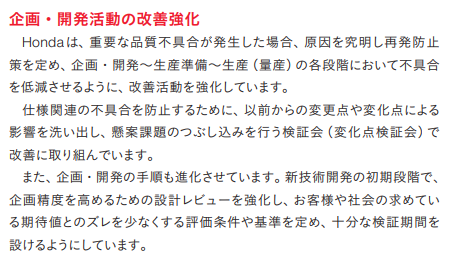 企画・開発活動の改善強化
Hondaは、重要な品質不具合が発生した場合、原因を究明し再発防止
策を定め、企画・開発〜生産準備〜生産（量産）の各段階において不具合
を低減させるように、改善活動を強化しています。
仕様関連の不具合を防止するために、以前からの変更点や変化点による
影響を洗い出し、懸案課題のつぶし込みを行う検証会（変化点検証会）で
改善に取り組んでいます。
また、企画・開発の手順も進化させています。新技術開発の初期段階で、
企画精度を高めるための設計レビューを強化し、お客様や社会の求めてい
る期待値とのズレを少なくする評価条件や基準を定め、十分な検証期間を
設けるようにしています。